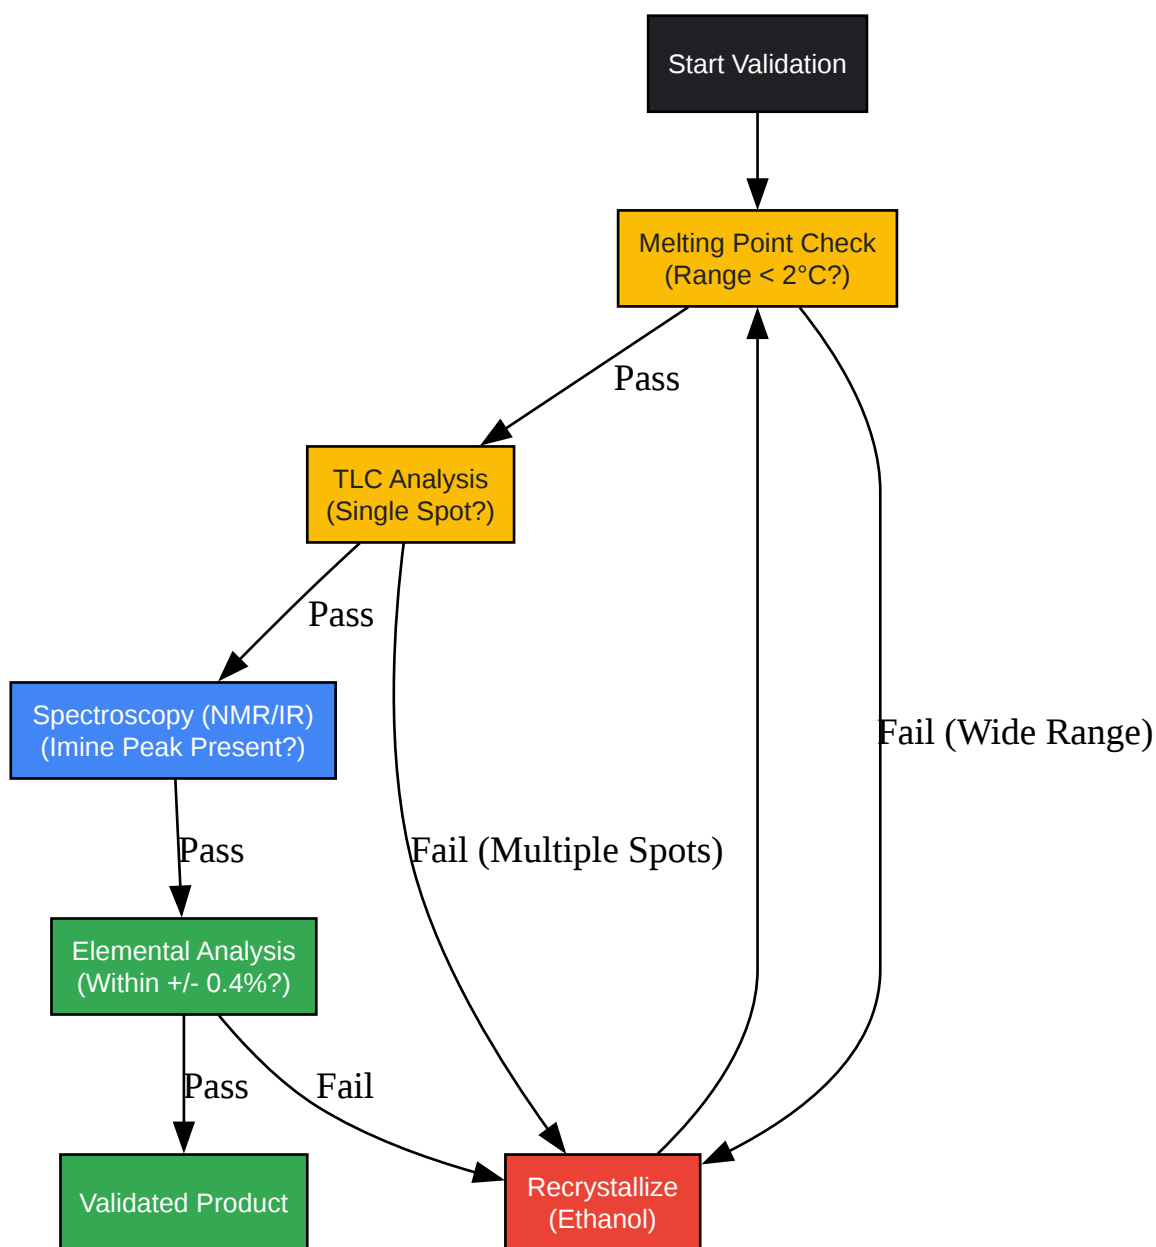 Start Validation
Melting Point Check
(Range < 2°C?)
Pass
TLC Analysis
(Single Spot?)
Pass
Spectroscopy (NMR/IR)
(Imine Peak Present?)
Fail (Wide Range)
Pass
Fail (Multiple Spots)
Elemental Analysis
(Within +/- 0.4%?)
Pass
Fail
Validated Product
Recrystallize
(Ethanol)